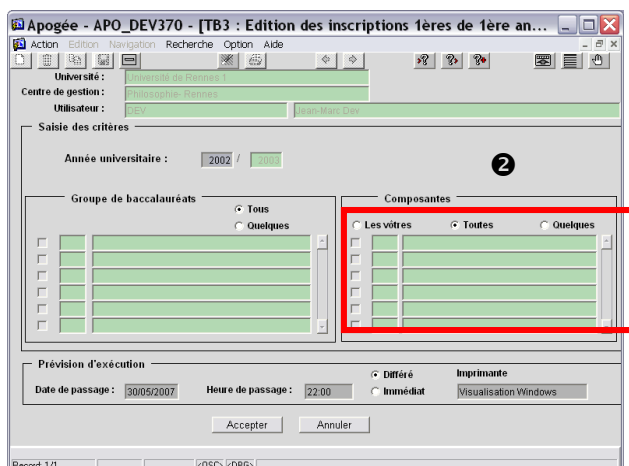 Apogée - APO_DEV370 - [TB3 : Edition des inscriptions 1ères de 1ère an...
Action Edition Navigation Recherche Option Aide
Université : Université de Rennes 1
Centre de gestion : Philosophie- Rennes
Utilisateur : DEV Jean-Marc Dev
Saisie des critères
Année universitaire : 2002 / 2003
❷
Groupe de baccalauréats
Tous
Quelques
Composantes
Les vôtres Toutes Quelques
Prévision d'exécution
Date de passage : 30/05/2007 Heure de passage : 22:00
Différé
Immédiat
Imprimante
Visualisation Windows
Accepter Annuler
Record: 1/1 <OSC> <DBG>